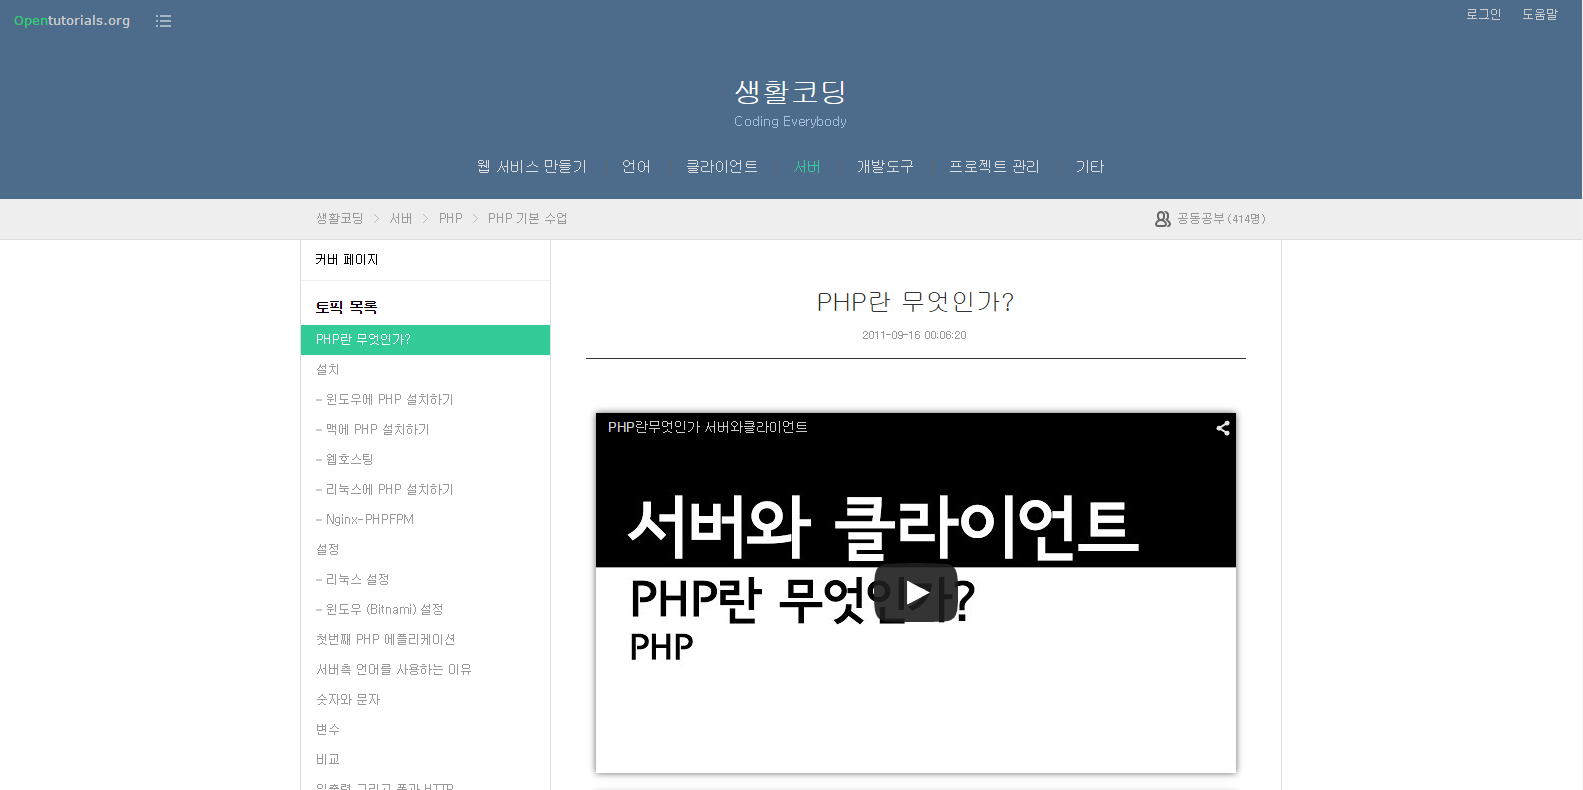 Opentutorials.org
로그인 도움말
생활코딩
Coding Everybody
웹 서비스 만들기 언어 클라이언트 서버 개발도구 프로젝트 관리 기타
생활코딩 > 서버 > PHP > PHP 기본 수업
공동공부 (414명)
커버 페이지
토픽 목록
PHP란 무엇인가?
설치
- 윈도우에 PHP 설치하기
- 맥에 PHP 설치하기
- 웹호스팅
- 리눅스에 PHP 설치하기
- Nginx-PHPFPM
설정
- 리눅스 설정
- 윈도우 (Bitnami) 설정
첫번째 PHP 에플리케이션
서버측 언어를 사용하는 이유
숫자와 문자
변수
비교
입출력 그리고 폼과 HTTP
PHP란 무엇인가?
2011-09-16 00:06:20
PHP란무엇인가 서버와클라이언트
서버와 클라이언트
PHP란 무엇인가?
PHP